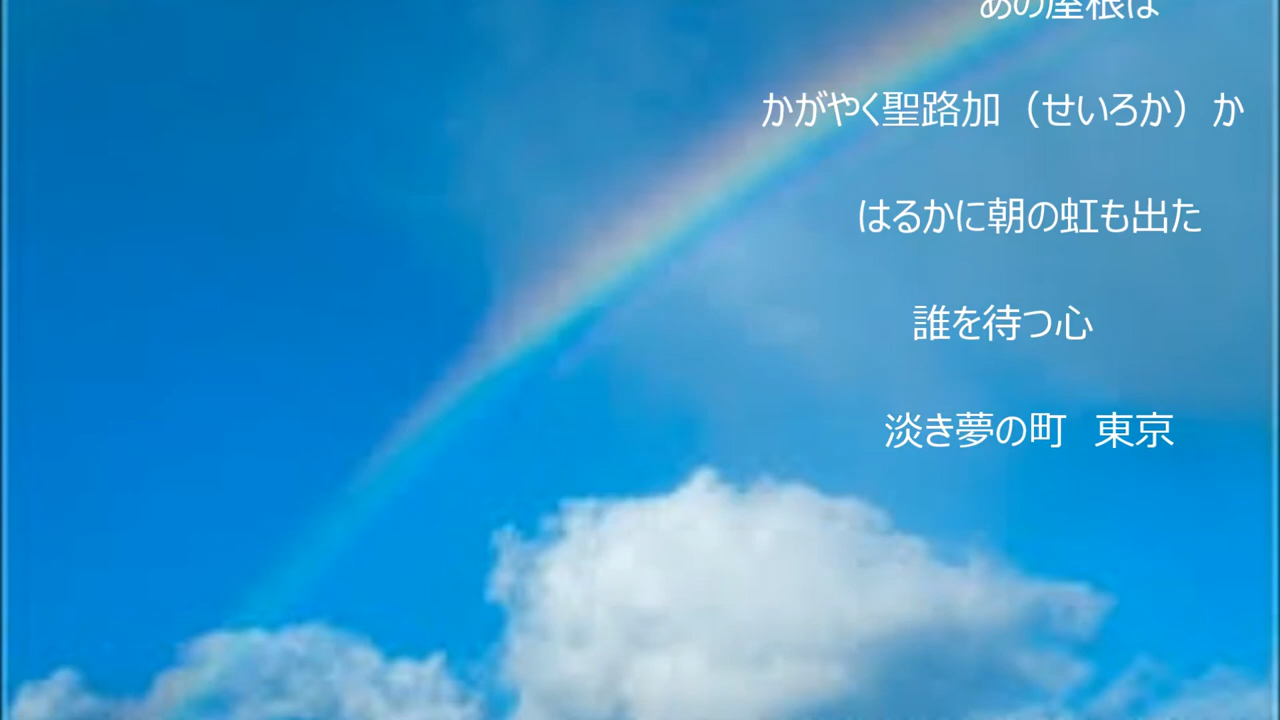 あの屋根は
かがやく聖路加（せいろか）か
はるかに朝の虹も出た
誰を待つ心
淡き夢の町　東京